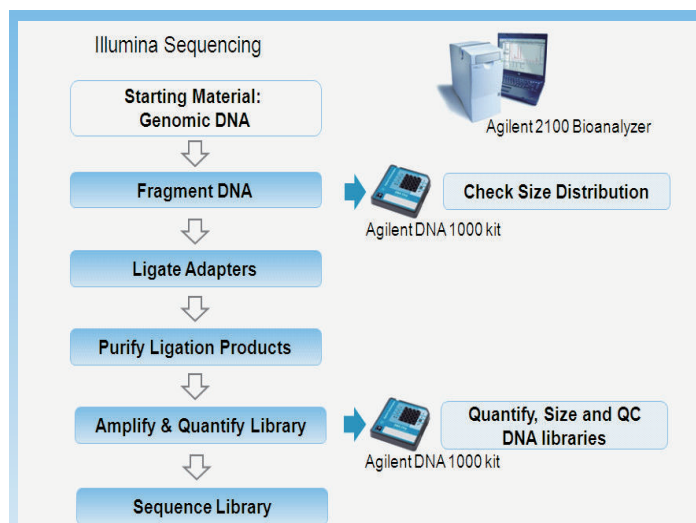 Illumina Sequencing
Starting Material:
Genomic DNA
Agilent 2100 Bioanalyzer
Fragment DNA
Check Size Distribution
Agilent DNA 1000 kit
Ligate Adapters
Purify Ligation Products
Amplify & Quantify Library
Quantify, Size and QC
DNA libraries
Agilent DNA 1000 kit
Sequence Library